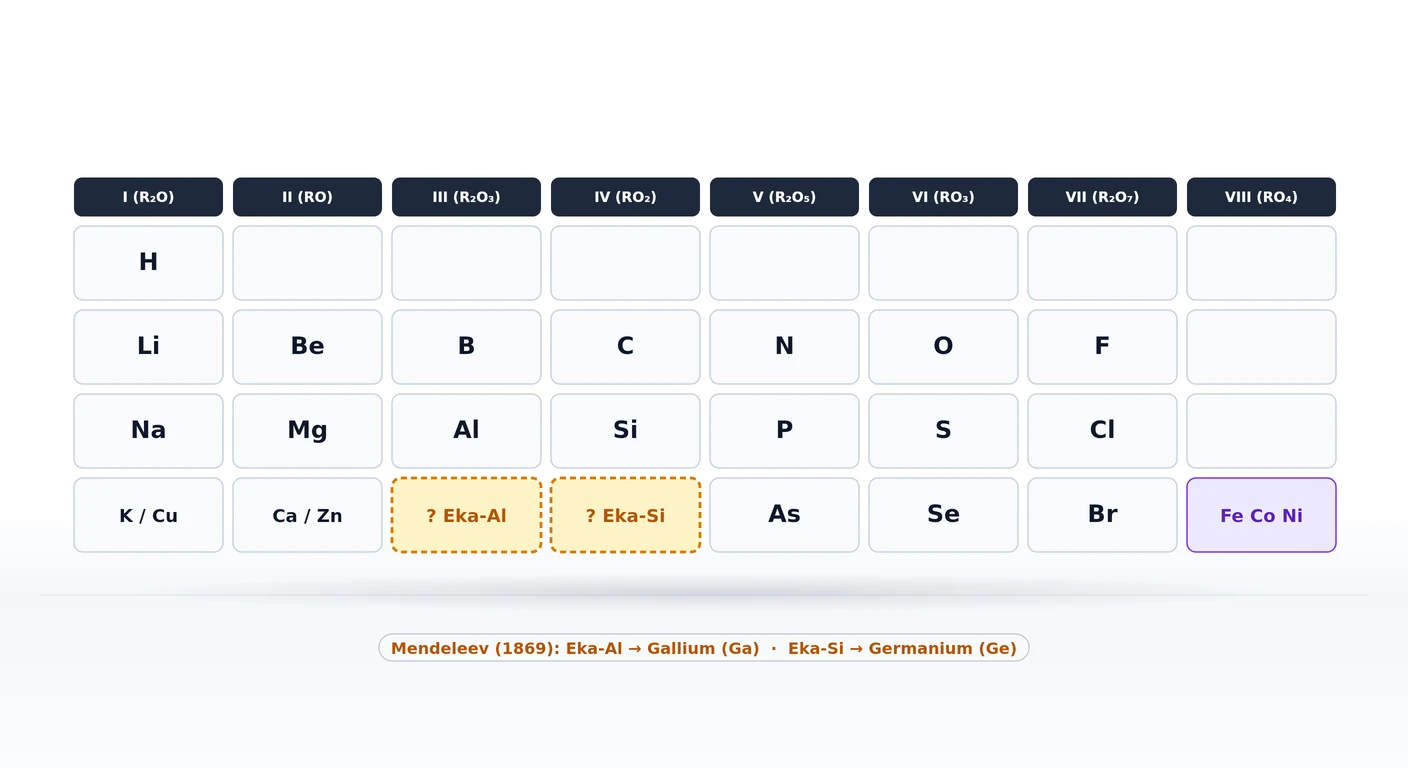 I (R₂O) II (RO) III (R₂O₃) IV (RO₂) V (R₂O₅) VI (RO₃) VII (R₂O₇) VIII (RO₄)
H
Li Be B C N O F
Na Mg Al Si P S Cl
K / Cu Ca / Zn ? Eka-Al ? Eka-Si As Se Br Fe Co Ni
Mendeleev (1869): Eka-Al → Gallium (Ga) · Eka-Si → Germanium (Ge)